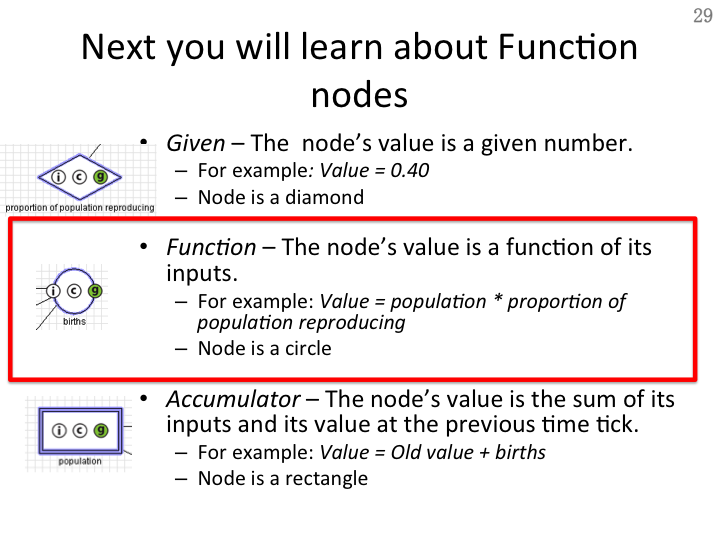 29
Next you will learn about Function
nodes
• Given – The  node’s value is a given number.
– For example: Value = 0.40
– Node is a diamond
i c g
proportion of population reproducing
• Function – The node’s value is a function of its
inputs.
– For example: Value = population * proportion of
population reproducing
– Node is a circle
i c g
births
• Accumulator – The node’s value is the sum of its
inputs and its value at the previous time tick.
– For example: Value = Old value + births
– Node is a rectangle
i c g
population